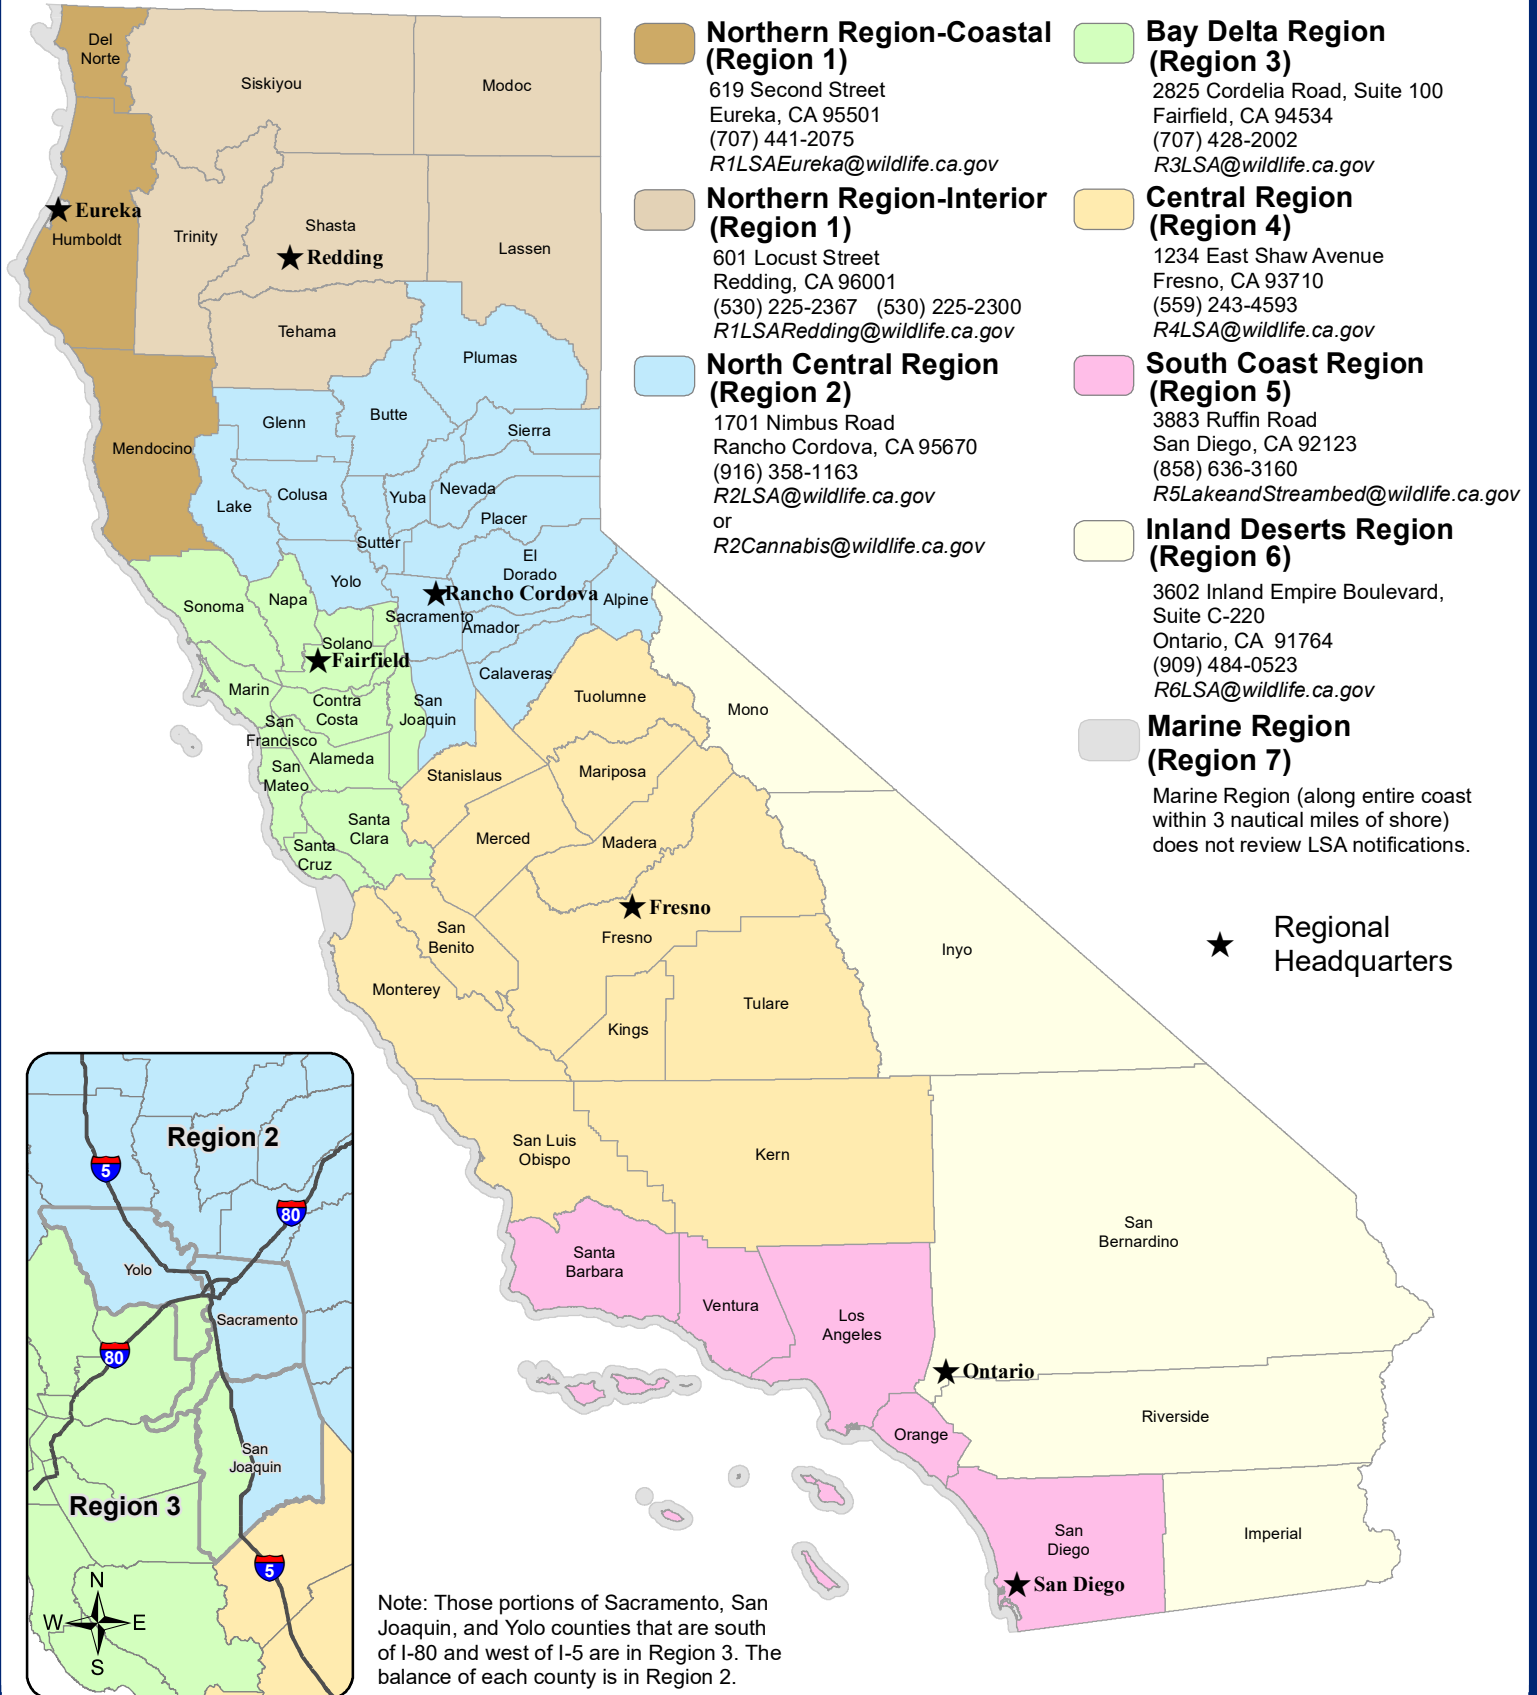 Northern Region-Coastal
(Region 1)
619 Second Street
Eureka, CA 95501
(707) 441-2075
R1LSAEureka@wildlife.ca.gov
Northern Region-Interior
(Region 1)
601 Locust Street
Redding, CA 96001
(530) 225-2367 (530) 225-2300
R1LSARedding@wildlife.ca.gov
North Central Region
(Region 2)
1701 Nimbus Road
Rancho Cordova, CA 95670
(916) 358-1163
R2LSA@wildlife.ca.gov
or
R2Cannabis@wildlife.ca.gov
Bay Delta Region
(Region 3)
2825 Cordelia Road, Suite 100
Fairfield, CA 94534
(707) 428-2002
R3LSA@wildlife.ca.gov
Central Region
(Region 4)
1234 East Shaw Avenue
Fresno, CA 93710
(559) 243-4593
R4LSA@wildlife.ca.gov
South Coast Region
(Region 5)
3883 Ruffin Road
San Diego, CA 92123
(858) 636-3160
R5LakeandStreambed@wildlife.ca.gov
Inland Deserts Region
(Region 6)
3602 Inland Empire Boulevard,
Suite C-220
Ontario, CA 91764
(909) 484-0523
R6LSA@wildlife.ca.gov
Marine Region
(Region 7)
Marine Region (along entire coast
within 3 nautical miles of shore)
does not review LSA notifications.
Regional
Headquarters
Del
Norte
Siskiyou
Modoc
Eureka
Humboldt
Trinity
Shasta
Redding
Lassen
Tehama
Plumas
Mendocino
Glenn
Butte
Sierra
Lake
Colusa
Yuba
Nevada
Placer
Sutter
El
Dorado
Yolo
Rancho Cordova
Alpine
Sonoma
Napa
Sacramento
Amador
Solano
Fairfield
Calaveras
Marin
Contra
Costa
San
Joaquin
Tuolumne
Mono
San
Francisco
Alameda
San
Mateo
Stanislaus
Mariposa
Santa
Clara
Santa
Cruz
Merced
Madera
Fresno
Fresno
San
Benito
Inyo
Monterey
Tulare
Kings
San Luis
Obispo
Kern
San
Bernardino
Santa
Barbara
Ventura
Los
Angeles
Ontario
Riverside
Orange
San
Diego
San Diego
Imperial
Region 2
5
80
Yolo
Sacramento
80
San
Joaquin
Region 3
5
N
W
E
S
Note: Those portions of Sacramento, San
Joaquin, and Yolo counties that are south
of I-80 and west of I-5 are in Region 3. The
balance of each county is in Region 2.